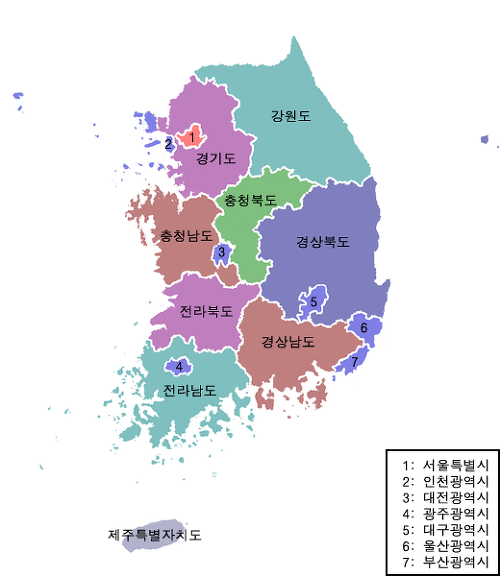 강원도
1
2
경기도
충청북도
충청남도
경상북도
3
5
전라북도
6
경상남도
7
4
전라남도
제주특별자치도
1: 서울특별시
2: 인천광역시
3: 대전광역시
4: 광주광역시
5: 대구광역시
6: 울산광역시
7: 부산광역시